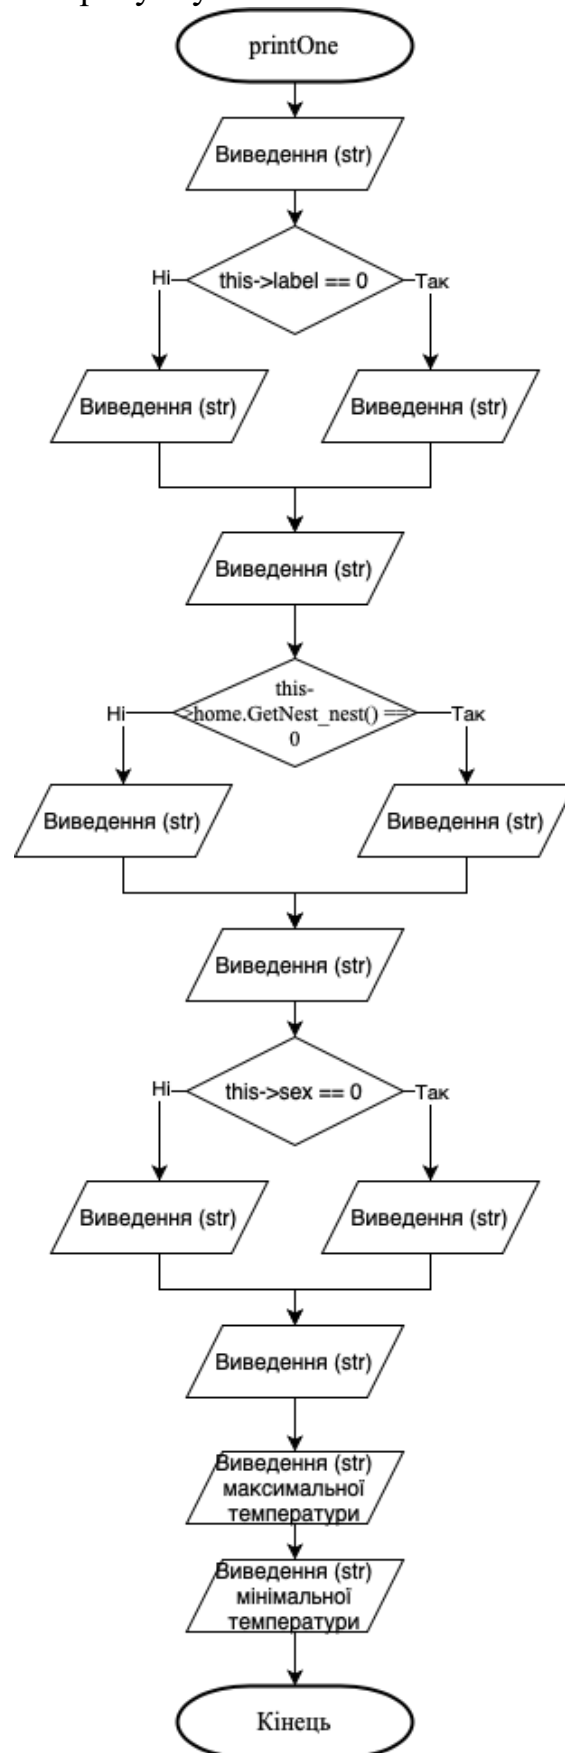 printOne
Виведення (str)
this->label == 0
Ні
Так
Виведення (str)
Виведення (str)
Виведення (str)
this-
>home.GetNest_nest() ==
0
Ні
Так
Виведення (str)
Виведення (str)
Виведення (str)
this->sex == 0
Ні
Так
Виведення (str)
Виведення (str)
Виведення (str)
Виведення (str)
максимальної
температури
Виведення (str)
мінімальної
температури
Кінець